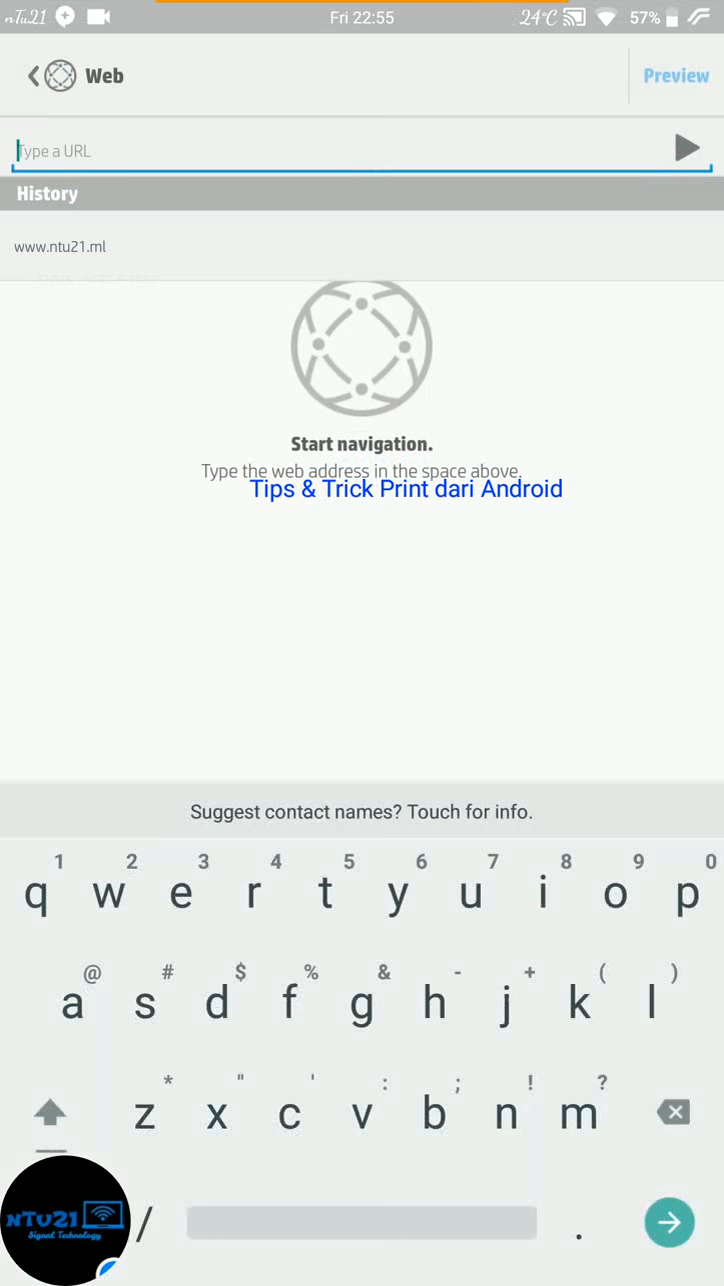 nTu21
Fri 22:55
24°C
57%
Web
Preview
Type a URL
History
www.ntu21.ml
Start navigation.
Type the web address in the space above.
Tips & Trick Print dari Android
Suggest contact names? Touch for info.
1 2 3 4 5 6 7 8 9 0
q w e r t y u i o p
@ # $ % & - + ( )
a s d f g h j k l
* " ' : ; ! ?
z x c v b n m
/ .
nTu21
Signal Technology